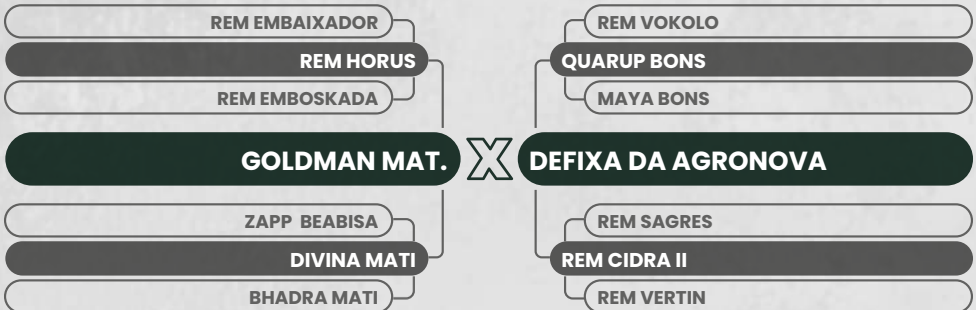 REM EMBAIXADOR
REM HORUS
REM EMBOSKADA
GOLDMAN MAT.
ZAPP BEABISA
DIVINA MATI
BHADRA MATI
X
REM VOKOLO
QUARUP BONS
MAYA BONS
DEFIXA DA AGRONOVA
REM SAGRES
REM CIDRA II
REM VERTIN